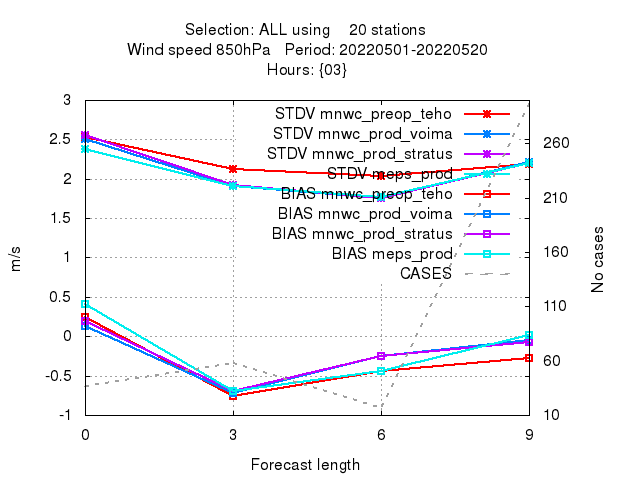 Selection: ALL using 20 stations
Wind speed 850hPa Period: 20220501-20220520
Hours: {03}
3
2.5
2
1.5
1
0.5
0
-0.5
-1
m/s
STDV mnwc_preop_teho
STDV mnwc_prod_voima
STDV mnwc_prod_stratus
STDV meps_prod
BIAS mnwc_preop_teho
BIAS mnwc_prod_voima
BIAS mnwc_prod_stratus
BIAS meps_prod
CASES
260
210
160
110
60
10
No cases
0 3 6 9
Forecast length